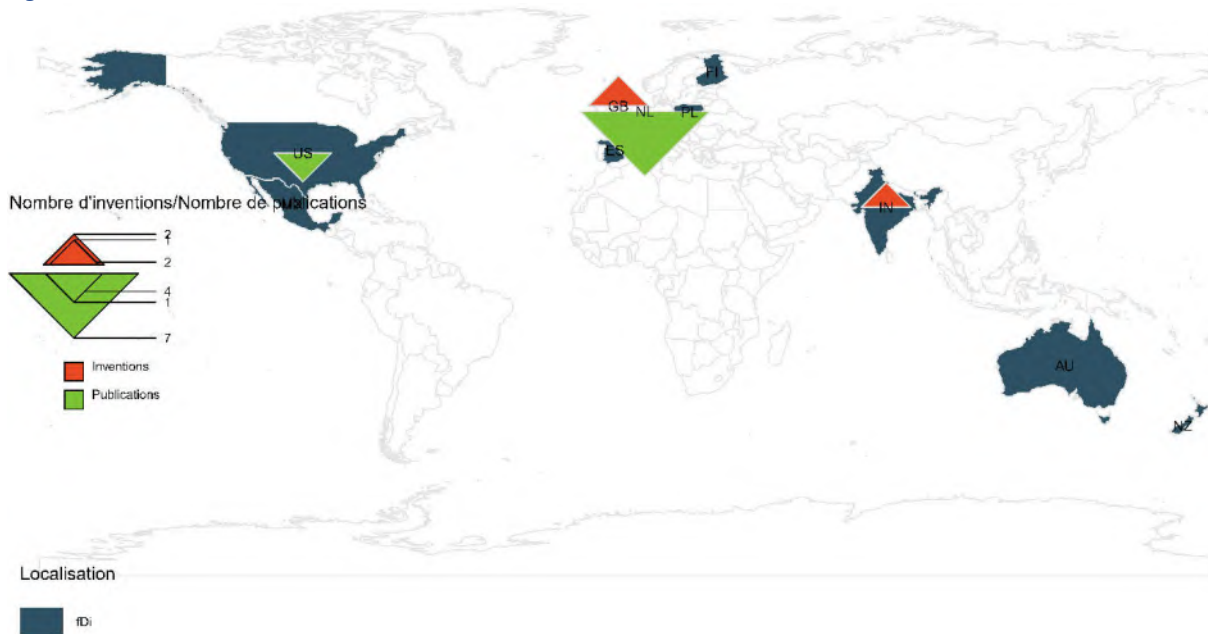 FI
GB
NL
PL
ES
US
IN
Nombre d'inventions/Nombre de publications
2
1
2
4
1
7
Inventions
Publications
AU
NZ
Localisation
fDi